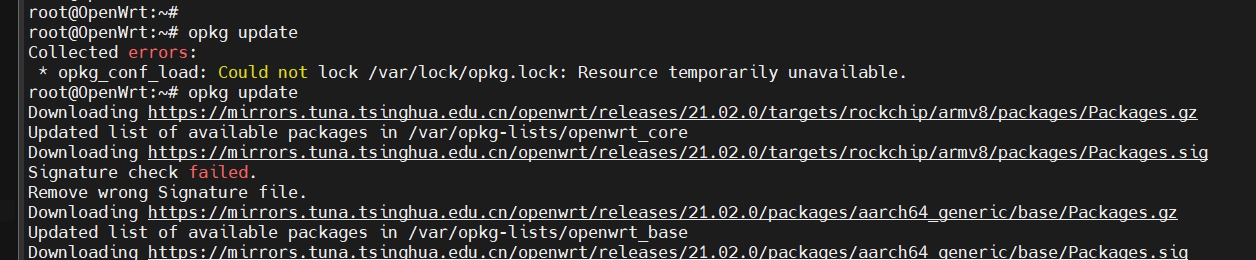 root@OpenWrt:~#
root@OpenWrt:~# opkg update
Collected errors:
 * opkg_conf_load: Could not lock /var/lock/opkg.lock: Resource temporarily unavailable.
root@OpenWrt:~# opkg update
Downloading https://mirrors.tuna.tsinghua.edu.cn/openwrt/releases/21.02.0/targets/rockchip/armv8/packages/Packages.gz
Updated list of available packages in /var/opkg-lists/openwrt_core
Downloading https://mirrors.tuna.tsinghua.edu.cn/openwrt/releases/21.02.0/targets/rockchip/armv8/packages/Packages.sig
Signature check failed.
Remove wrong Signature file.
Downloading https://mirrors.tuna.tsinghua.edu.cn/openwrt/releases/21.02.0/packages/aarch64_generic/base/Packages.gz
Updated list of available packages in /var/opkg-lists/openwrt_base
Downloading https://mirrors.tuna.tsinghua.edu.cn/openwrt/releases/21.02.0/packages/aarch64_generic/base/Packages.sig